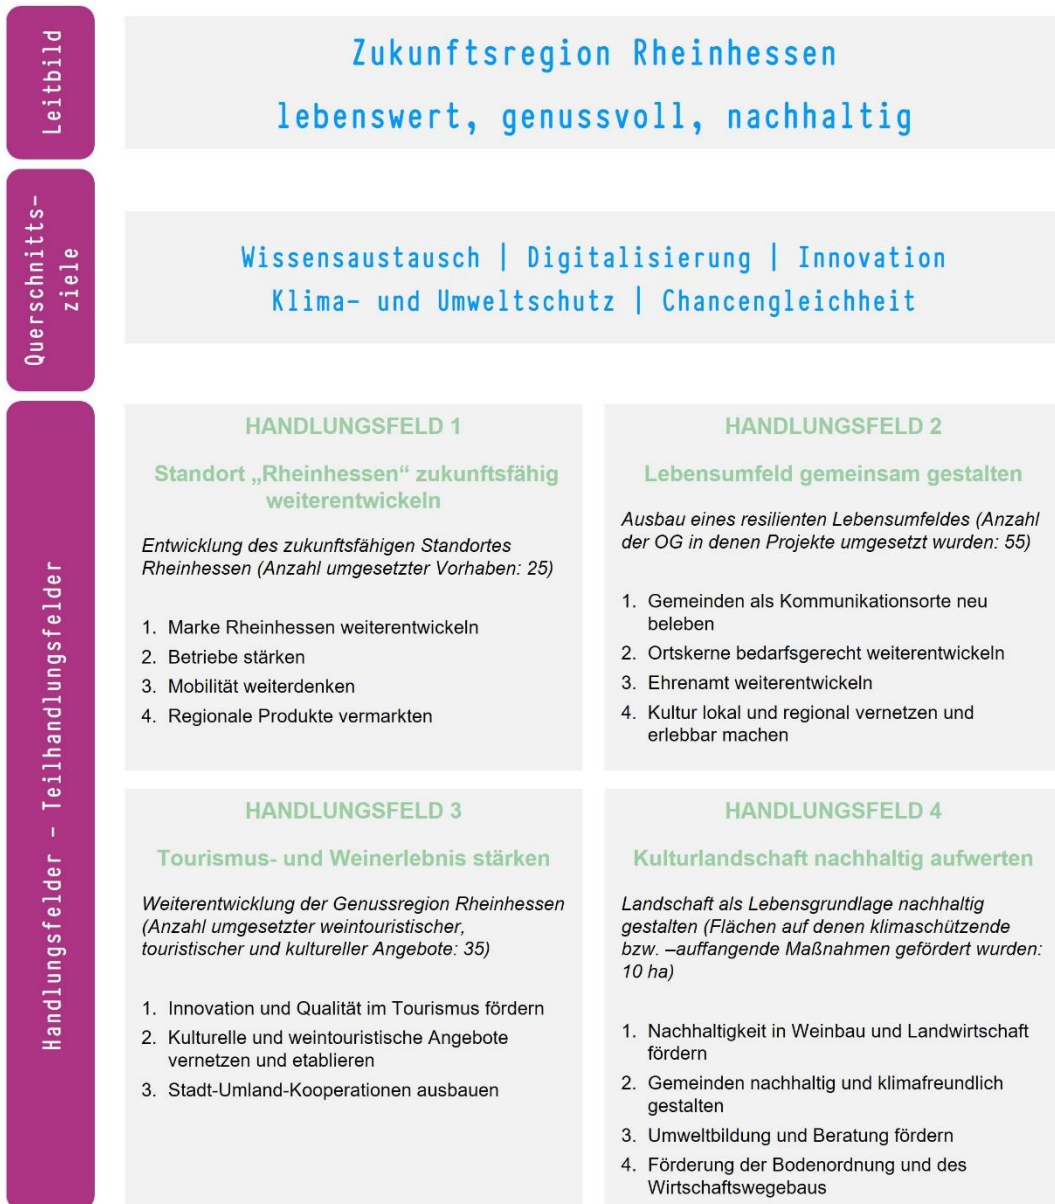 Leitbild
Zukunftsregion Rheinhessen
lebenswert, genussvoll, nachhaltig
Querschnitts-
ziele
Wissensaustausch | Digitalisierung | Innovation
Klima- und Umweltschutz | Chancengleichheit
Handlungsfelder - Teilhandlungsfelder
HANDLUNGSFELD 1
Standort „Rheinhessen“ zukunftsfähig
weiterentwickeln
Entwicklung des zukunftsfähigen Standortes
Rheinhessen (Anzahl umgesetzter Vorhaben: 25)
1. Marke Rheinhessen weiterentwickeln
2. Betriebe stärken
3. Mobilität weiterdenken
4. Regionale Produkte vermarkten
HANDLUNGSFELD 2
Lebensumfeld gemeinsam gestalten
Ausbau eines resilienten Lebensumfeldes (Anzahl
der OG in denen Projekte umgesetzt wurden: 55)
1. Gemeinden als Kommunikationsorte neu
beleben
2. Ortskerne bedarfsgerecht weiterentwickeln
3. Ehrenamt weiterentwickeln
4. Kultur lokal und regional vernetzen und
erlebbar machen
HANDLUNGSFELD 3
Tourismus- und Weinerlebnis stärken
Weiterentwicklung der Genussregion Rheinhessen
(Anzahl umgesetzter weintouristischer,
touristischer und kultureller Angebote: 35)
1. Innovation und Qualität im Tourismus fördern
2. Kulturelle und weintouristische Angebote
vernetzen und etablieren
3. Stadt-Umland-Kooperationen ausbauen
HANDLUNGSFELD 4
Kulturlandschaft nachhaltig aufwerten
Landschaft als Lebensgrundlage nachhaltig
gestalten (Flächen auf denen klimaschützende
bzw. –auffangende Maßnahmen gefördert wurden:
10 ha)
1. Nachhaltigkeit in Weinbau und Landwirtschaft
fördern
2. Gemeinden nachhaltig und klimafreundlich
gestalten
3. Umweltbildung und Beratung fördern
4. Förderung der Bodenordnung und des
Wirtschaftswegebaus